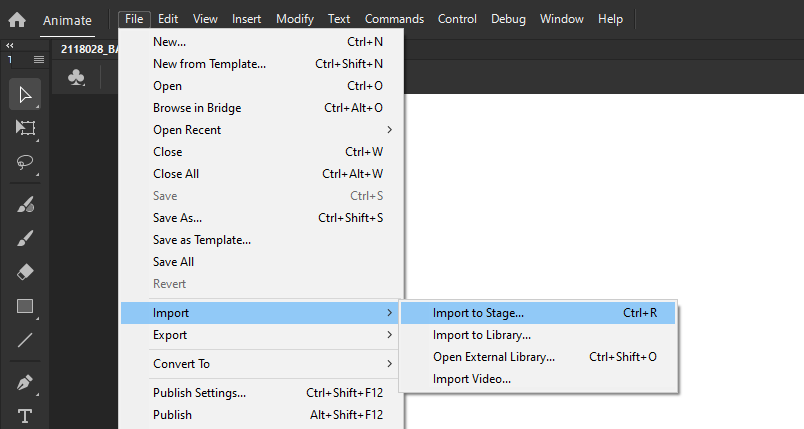 Animate File Edit View Insert Modify Text Commands Control Debug Window Help
1
2118028_BA
New... Ctrl+N
New from Template... Ctrl+Shift+N
Open Ctrl+O
Browse in Bridge Ctrl+Alt+O
Open Recent
Close Ctrl+W
Close All Ctrl+Alt+W
Save Ctrl+S
Save As... Ctrl+Shift+S
Save as Template...
Save All
Revert
Import
Export
Convert To
Publish Settings... Ctrl+Shift+F12
Publish Alt+Shift+F12
Import to Stage... Ctrl+R
Import to Library...
Open External Library... Ctrl+Shift+O
Import Video...
T